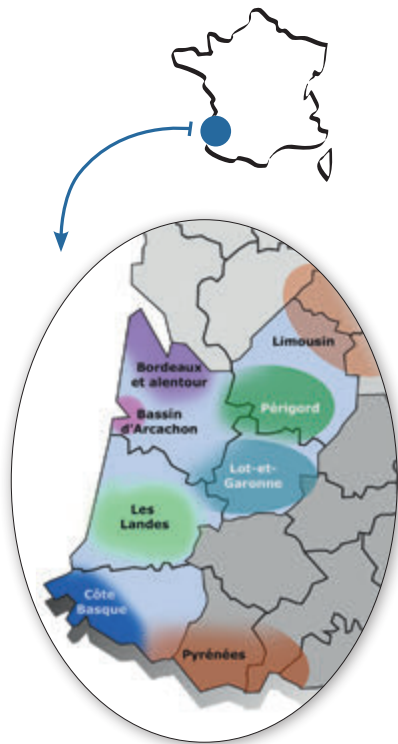 Limousin
Bordeaux
et alentour
Périgord
Bassin
d'Arcachon
Lot-et-
Garonne
Les
Landes
Côte
Basque
Pyrénées